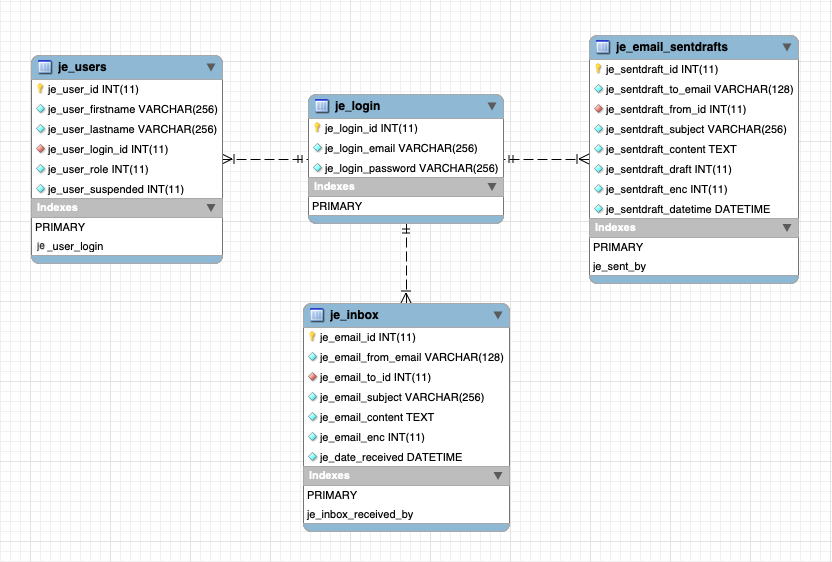 je_users
je_user_id INT(11)
je_user_firstname VARCHAR(256)
je_user_lastname VARCHAR(256)
je_user_login_id INT(11)
je_user_role INT(11)
je_user_suspended INT(11)
Indexes
PRIMARY
je _user_login
je_login
je_login_id INT(11)
je_login_email VARCHAR(256)
je_login_password VARCHAR(256)
Indexes
PRIMARY
je_email_sentdrafts
je_sentdraft_id INT(11)
je_sentdraft_to_email VARCHAR(128)
je_sentdraft_from_id INT(11)
je_sentdraft_subject VARCHAR(256)
je_sentdraft_content TEXT
je_sentdraft_draft INT(11)
je_sentdraft_enc INT(11)
je_sentdraft_datetime DATETIME
Indexes
PRIMARY
je_sent_by
je_inbox
je_email_id INT(11)
je_email_from_email VARCHAR(128)
je_email_to_id INT(11)
je_email_subject VARCHAR(256)
je_email_content TEXT
je_email_enc INT(11)
je_date_received DATETIME
Indexes
PRIMARY
je_inbox_received_by